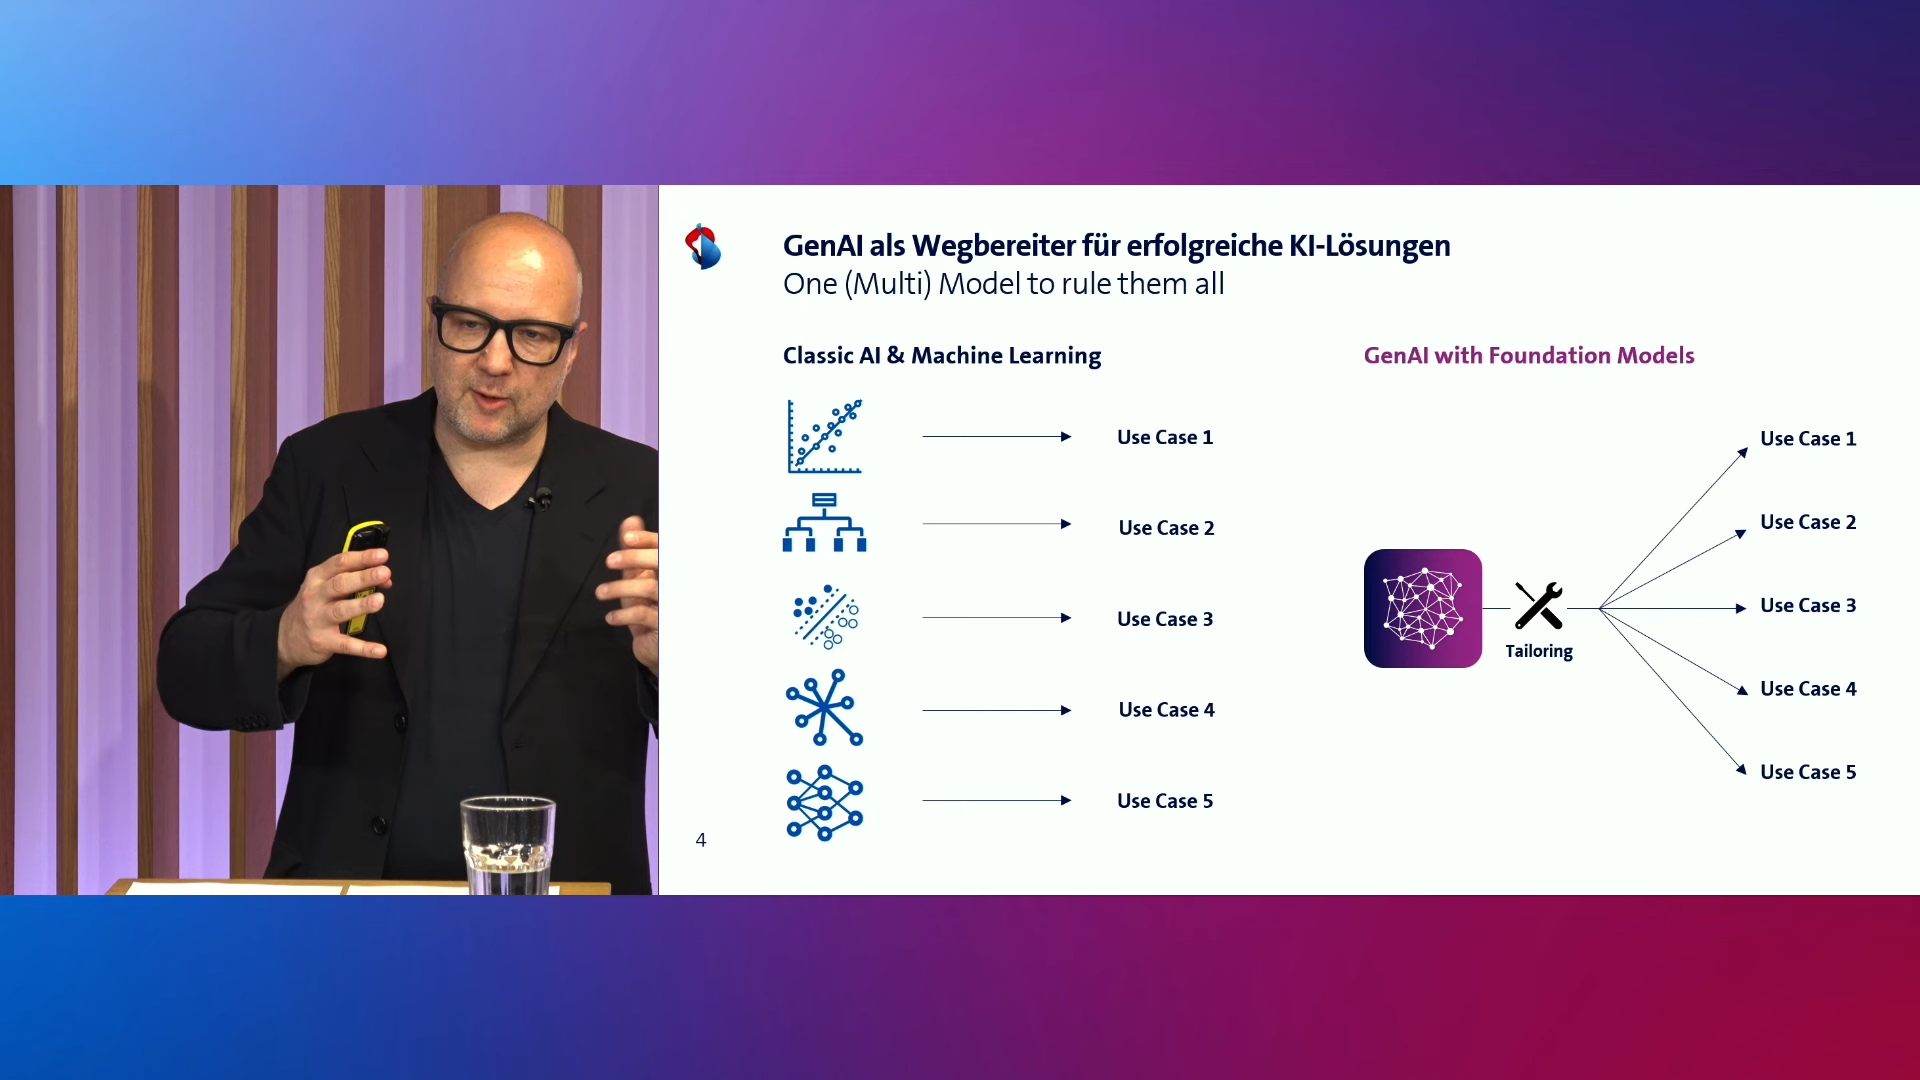 GenAI als Wegbereiter für erfolgreiche KI-Lösungen
One (Multi) Model to rule them all
Classic AI & Machine Learning
Use Case 1
Use Case 2
Use Case 3
Use Case 4
Use Case 5
GenAI with Foundation Models
Tailoring
Use Case 1
Use Case 2
Use Case 3
Use Case 4
Use Case 5
4